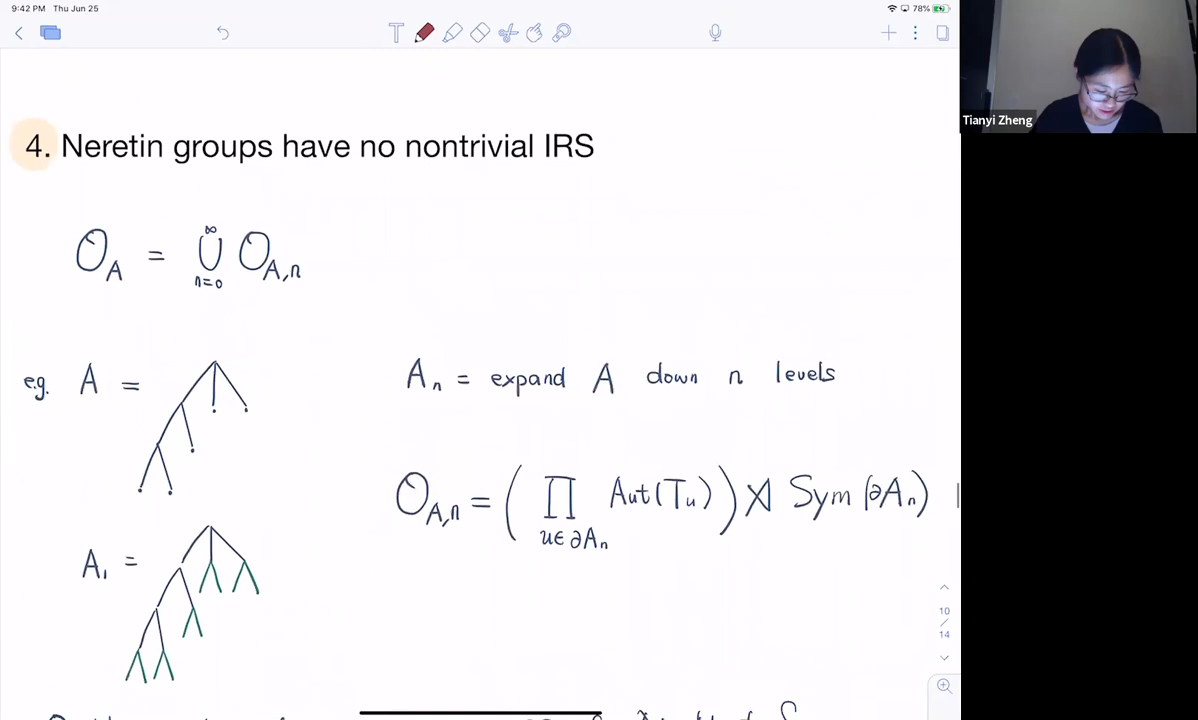 9:42 PM Thu Jun 25
78%
Tianyi Zheng
4. Neretin groups have no nontrivial IRS
O_A = ∪_{n=0}^∞ O_{A,n}
e.g. A =
A_n = expand A down n levels
O_{A,n} = ( ∏_{u∈∂A_n} Aut(T_u) ) ⋊ Sym(∂A_n)
A_1 =
10
/
14